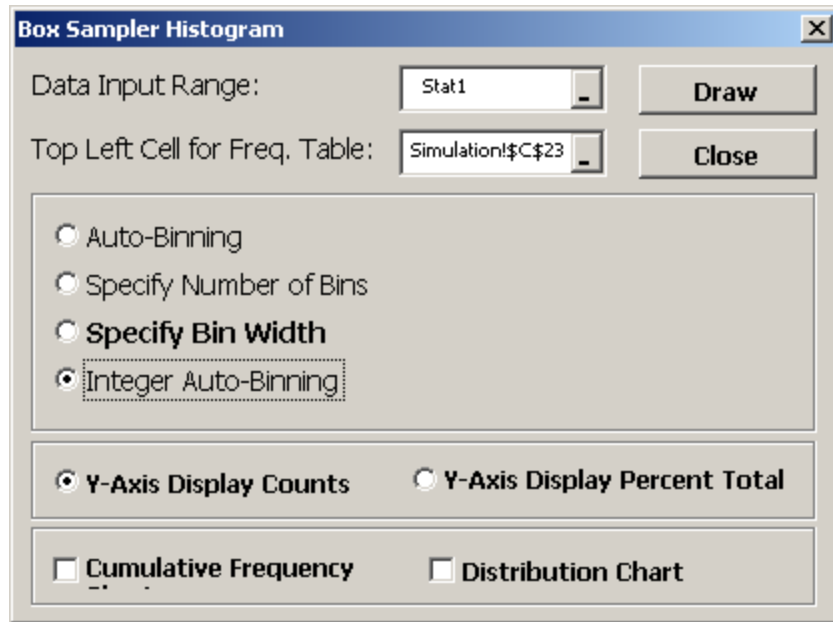 Box Sampler Histogram
Data Input Range: Stat1 Draw
Top Left Cell for Freq. Table: Simulation!$C$23 Close
Auto-Binning
Specify Number of Bins
Specify Bin Width
Integer Auto-Binning
Y-Axis Display Counts Y-Axis Display Percent Total
Cumulative Frequency Distribution Chart